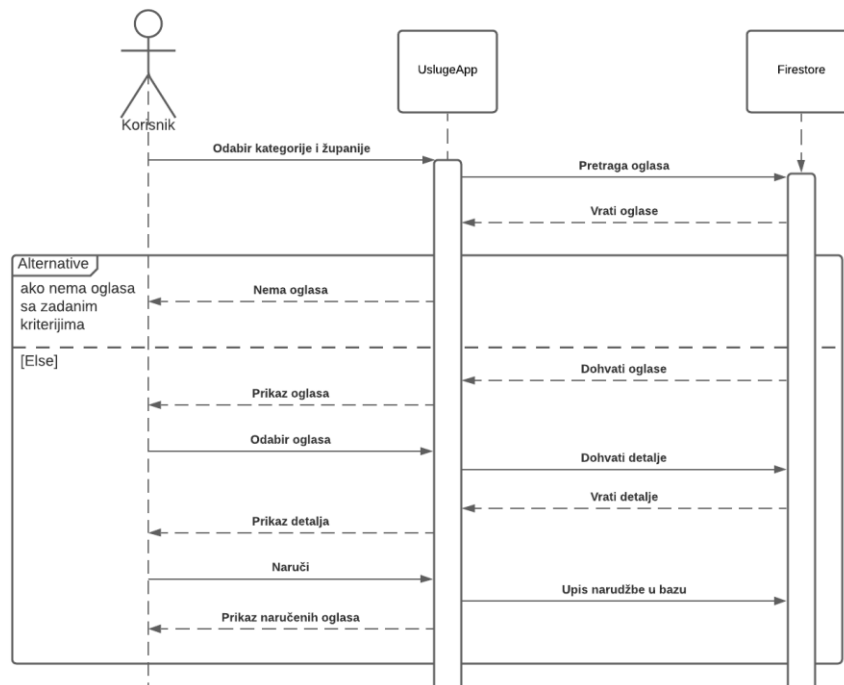 UslugeApp
Firestore
Korisnik
Odabir kategorije i županije
Pretraga oglasa
Vrati oglase
Alternative
ako nema oglasa
sa zadanim
kriterijima
Nema oglasa
[Else]
Dohvati oglase
Prikaz oglasa
Odabir oglasa
Dohvati detalje
Vrati detalje
Prikaz detalja
Naruči
Upis narudžbe u bazu
Prikaz naručenih oglasa